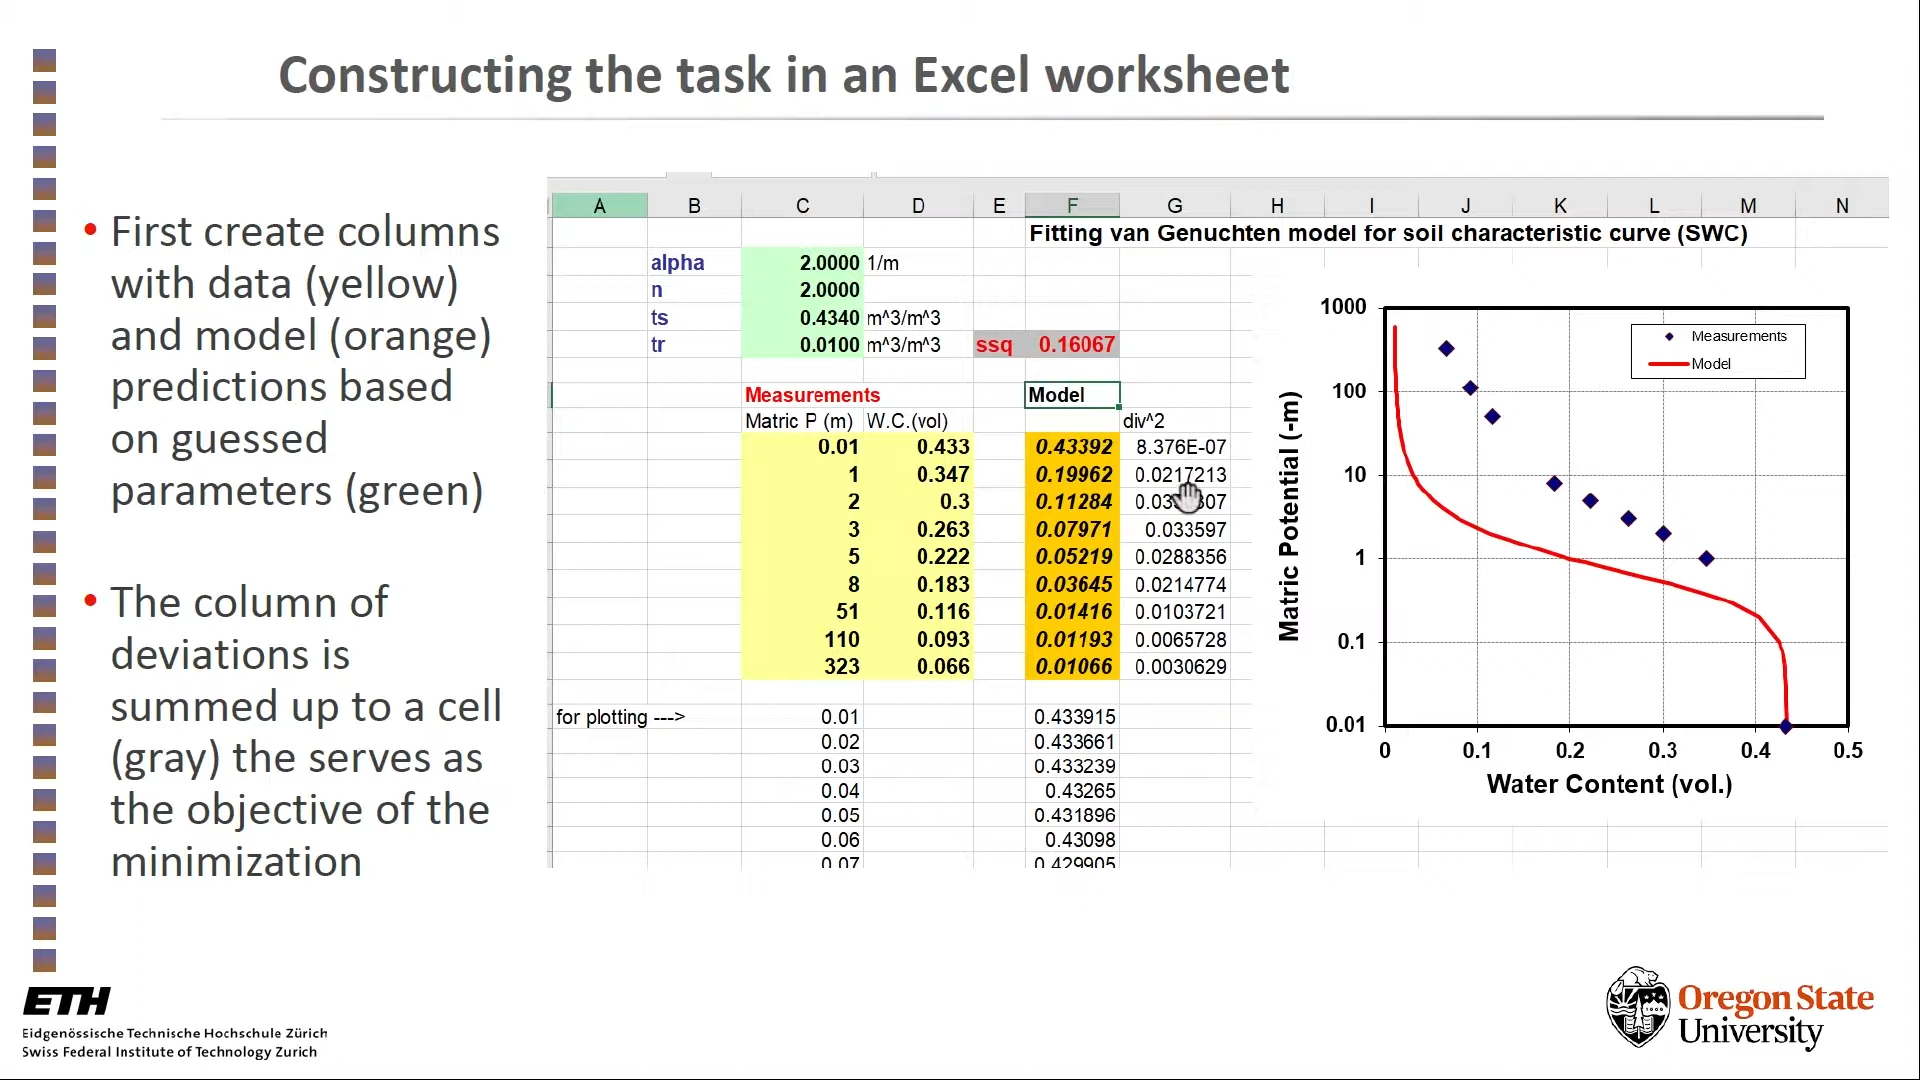 Constructing the task in an Excel worksheet
• First create columns
with data (yellow)
and model (orange)
predictions based
on guessed
parameters (green)
• The column of
deviations is
summed up to a cell
(gray) the serves as
the objective of the
minimization
A B C D E F G H I J K L M N
Fitting van Genuchten model for soil characteristic curve (SWC)
alpha 2.0000 1/m
n 2.0000
ts 0.4340 m^3/m^3
tr 0.0100 m^3/m^3 ssq 0.16067
Measurements Model
Matric P (m) W.C.(vol) div^2
0.01 0.433 0.43392 8.376E-07
1 0.347 0.19962 0.0217213
2 0.3 0.11284
3 0.263 0.07971 0.033597
5 0.222 0.05219 0.0288356
8 0.183 0.03645 0.0214774
51 0.116 0.01416 0.0103721
110 0.093 0.01193 0.0065728
323 0.066 0.01066 0.0030629
for plotting ---> 0.01 0.433915
0.02 0.433661
0.03 0.433239
0.04 0.43265
0.05 0.431896
0.06 0.43098
0.07 0.429905
Matric Potential (-m)
1000
100
10
1
0.1
0.01
Measurements
Model
0 0.1 0.2 0.3 0.4 0.5
Water Content (vol.)
ETH
Eidgenössische Technische Hochschule Zürich
Swiss Federal Institute of Technology Zurich
Oregon State
University